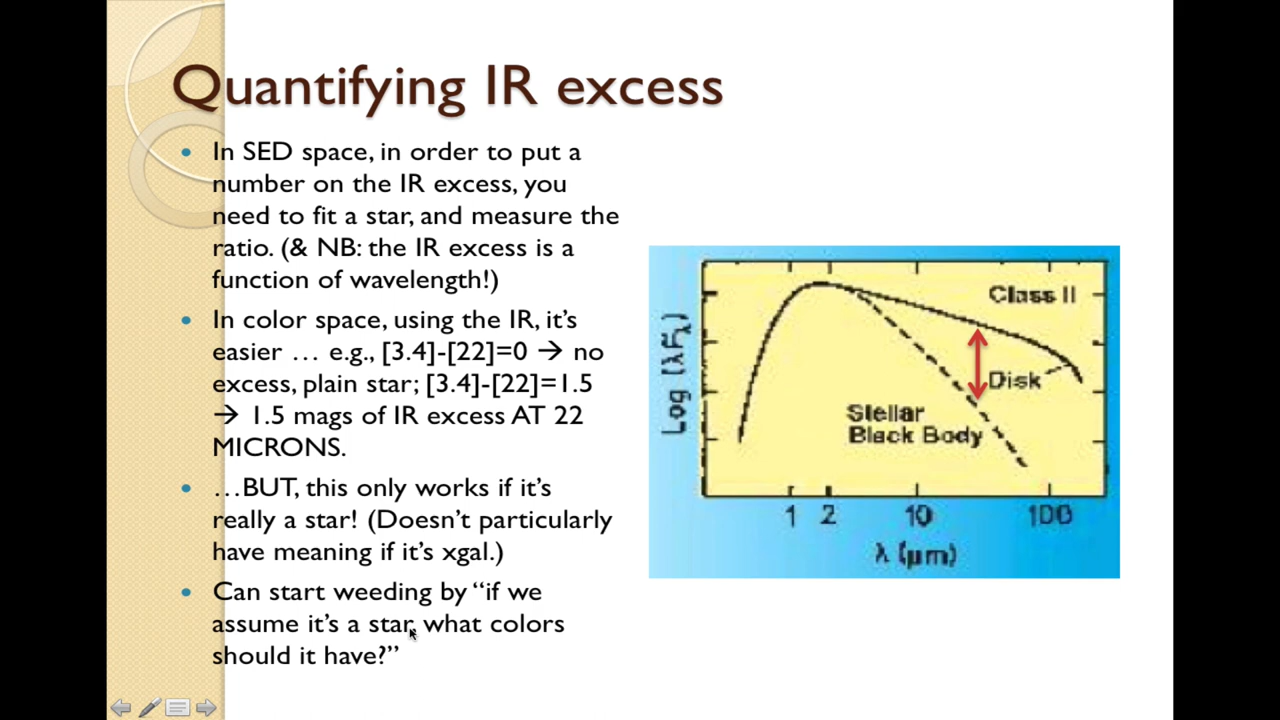 Quantifying IR excess
• In SED space, in order to put a
number on the IR excess, you
need to fit a star, and measure the
ratio. (& NB: the IR excess is a
function of wavelength!)
• In color space, using the IR, it's
easier … e.g., [3.4]-[22]=0 → no
excess, plain star; [3.4]-[22]=1.5
→ 1.5 mags of IR excess AT 22
MICRONS.
• …BUT, this only works if it's
really a star! (Doesn't particularly
have meaning if it's xgal.)
• Can start weeding by “if we
assume it's a star, what colors
should it have?”
Class II
Log (λFλ)
Disk
Stellar
Black Body
1 2 10 100
λ (μm)